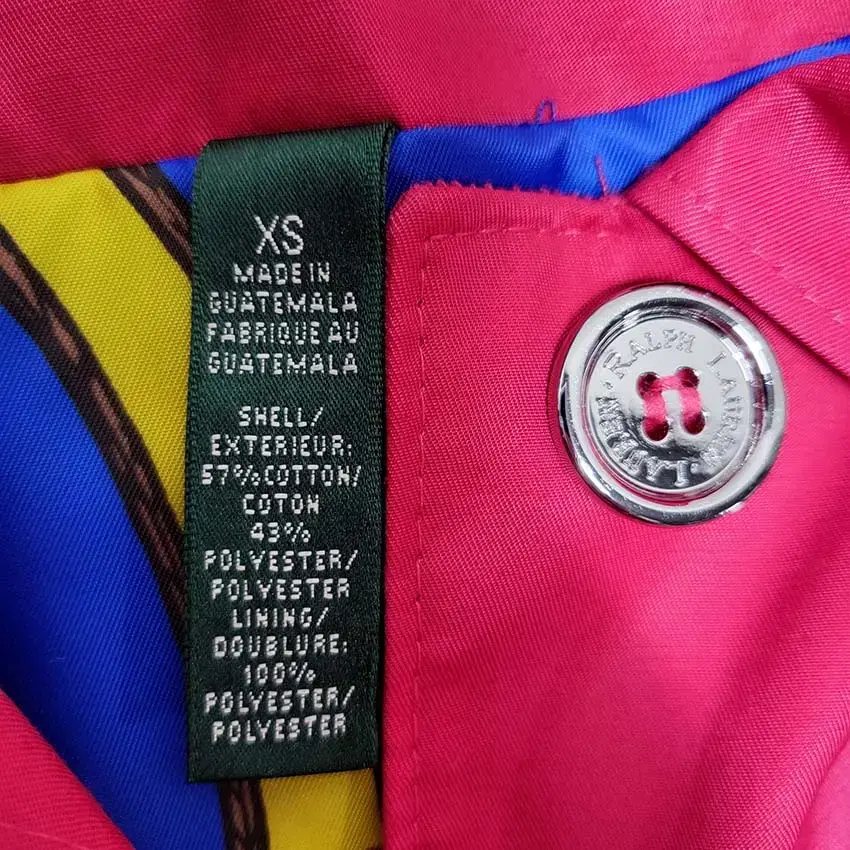 XS
MADE IN
GUATEMALA
FABRIQUE AU
GUATEMALA
SHELL/
EXTERIEUR:
57% COTTON/
COTON
43%
POLYESTER/
POLYESTER
LINING/
DOUBLURE:
100%
POLYESTER/
POLYESTER
RALPH LAUREN · LAUREN ·